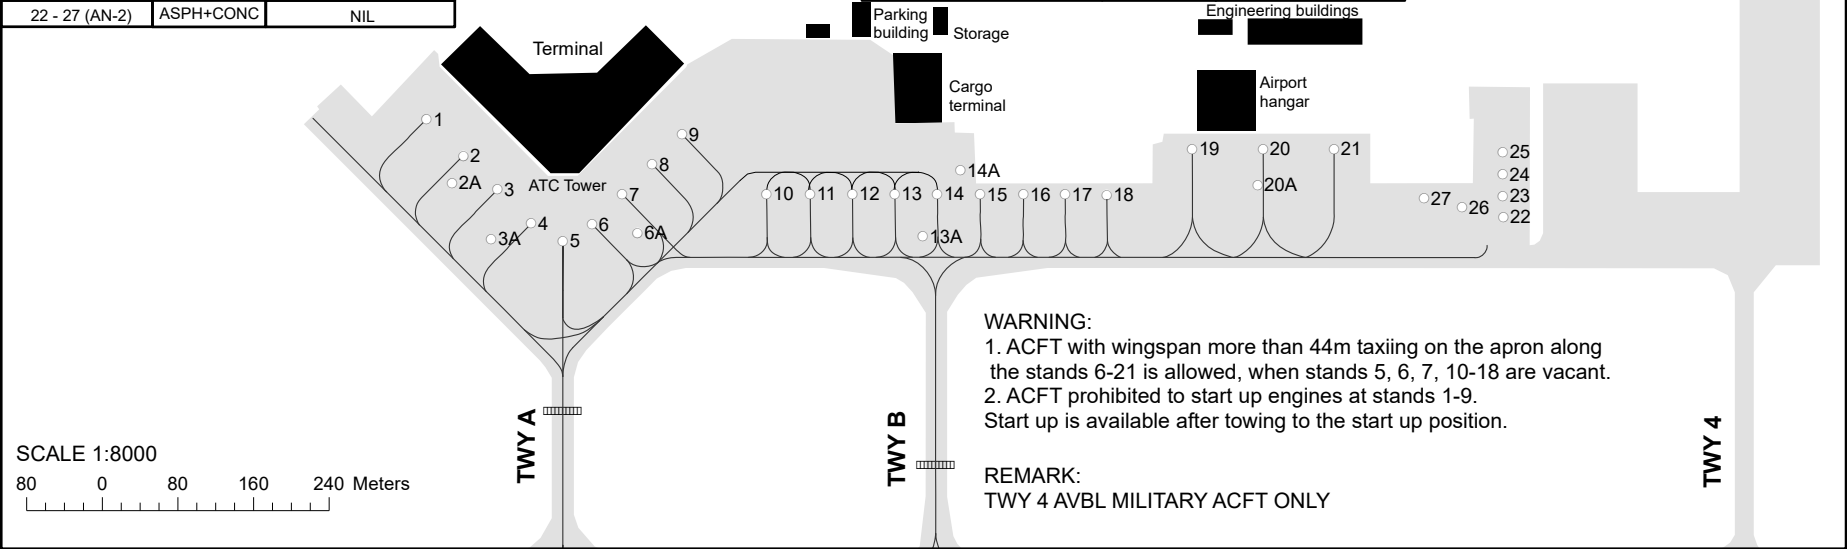 22 - 27 (AN-2) ASPH+CONC NIL
Terminal
Parking
building
Storage
Engineering buildings
Cargo
terminal
Airport
hangar
ATC Tower
1
2
2A
3
3A
4
5
6
6A
7
8
9
10
11
12
13
13A
14
14A
15
16
17
18
19
20
20A
21
25
24
23
22
27
26
WARNING:
1. ACFT with wingspan more than 44m taxiing on the apron along
the stands 6-21 is allowed, when stands 5, 6, 7, 10-18 are vacant.
2. ACFT prohibited to start up engines at stands 1-9.
Start up is available after towing to the start up position.
REMARK:
TWY 4 AVBL MILITARY ACFT ONLY
TWY A
TWY B
TWY 4
SCALE 1:8000
80 0 80 160 240 Meters